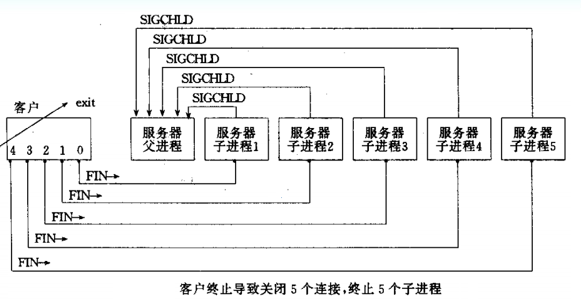 SIGCHLD
SIGCHLD
SIGCHLD
SIGCHLD
SIGCHLD
客户
exit
4 3 2 1 0
服务器
父进程
服务器
子进程1
服务器
子进程2
服务器
子进程3
服务器
子进程4
服务器
子进程5
FIN→
FIN→
FIN→
FIN→
FIN→
客户终止导致关闭5个连接,终止5个子进程